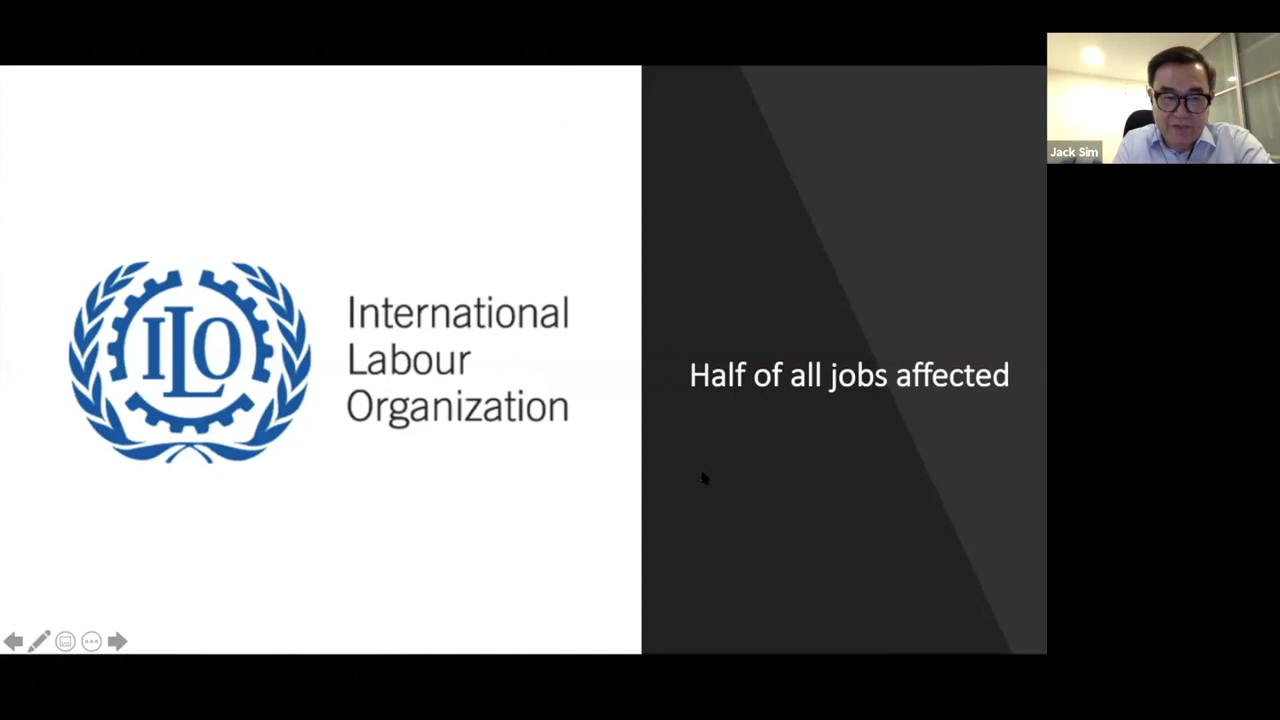 ILO
International
Labour
Organization
Half of all jobs affected
Jack Sim